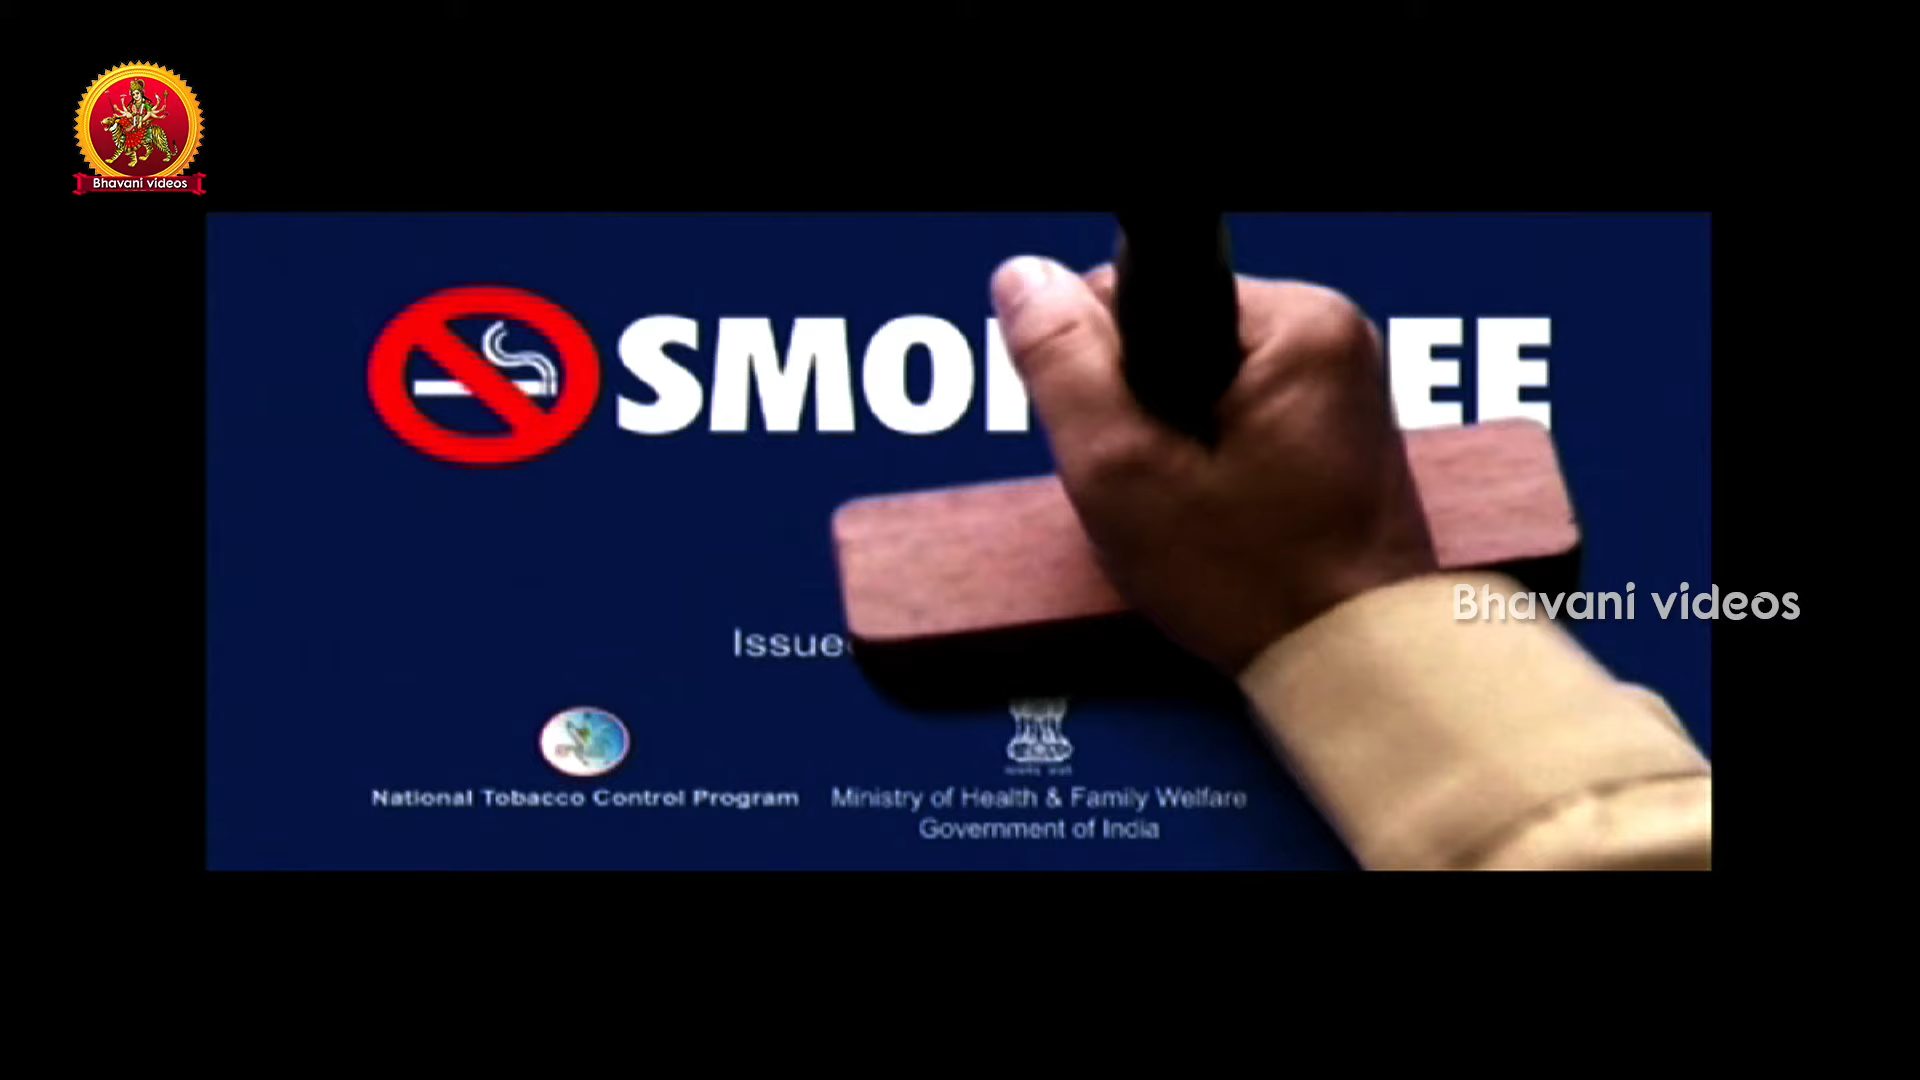 Bhavani videos
SMO EE
Issue
Bhavani videos
National Tobacco Control Program
Ministry of Health & Family Welfare
Government of India